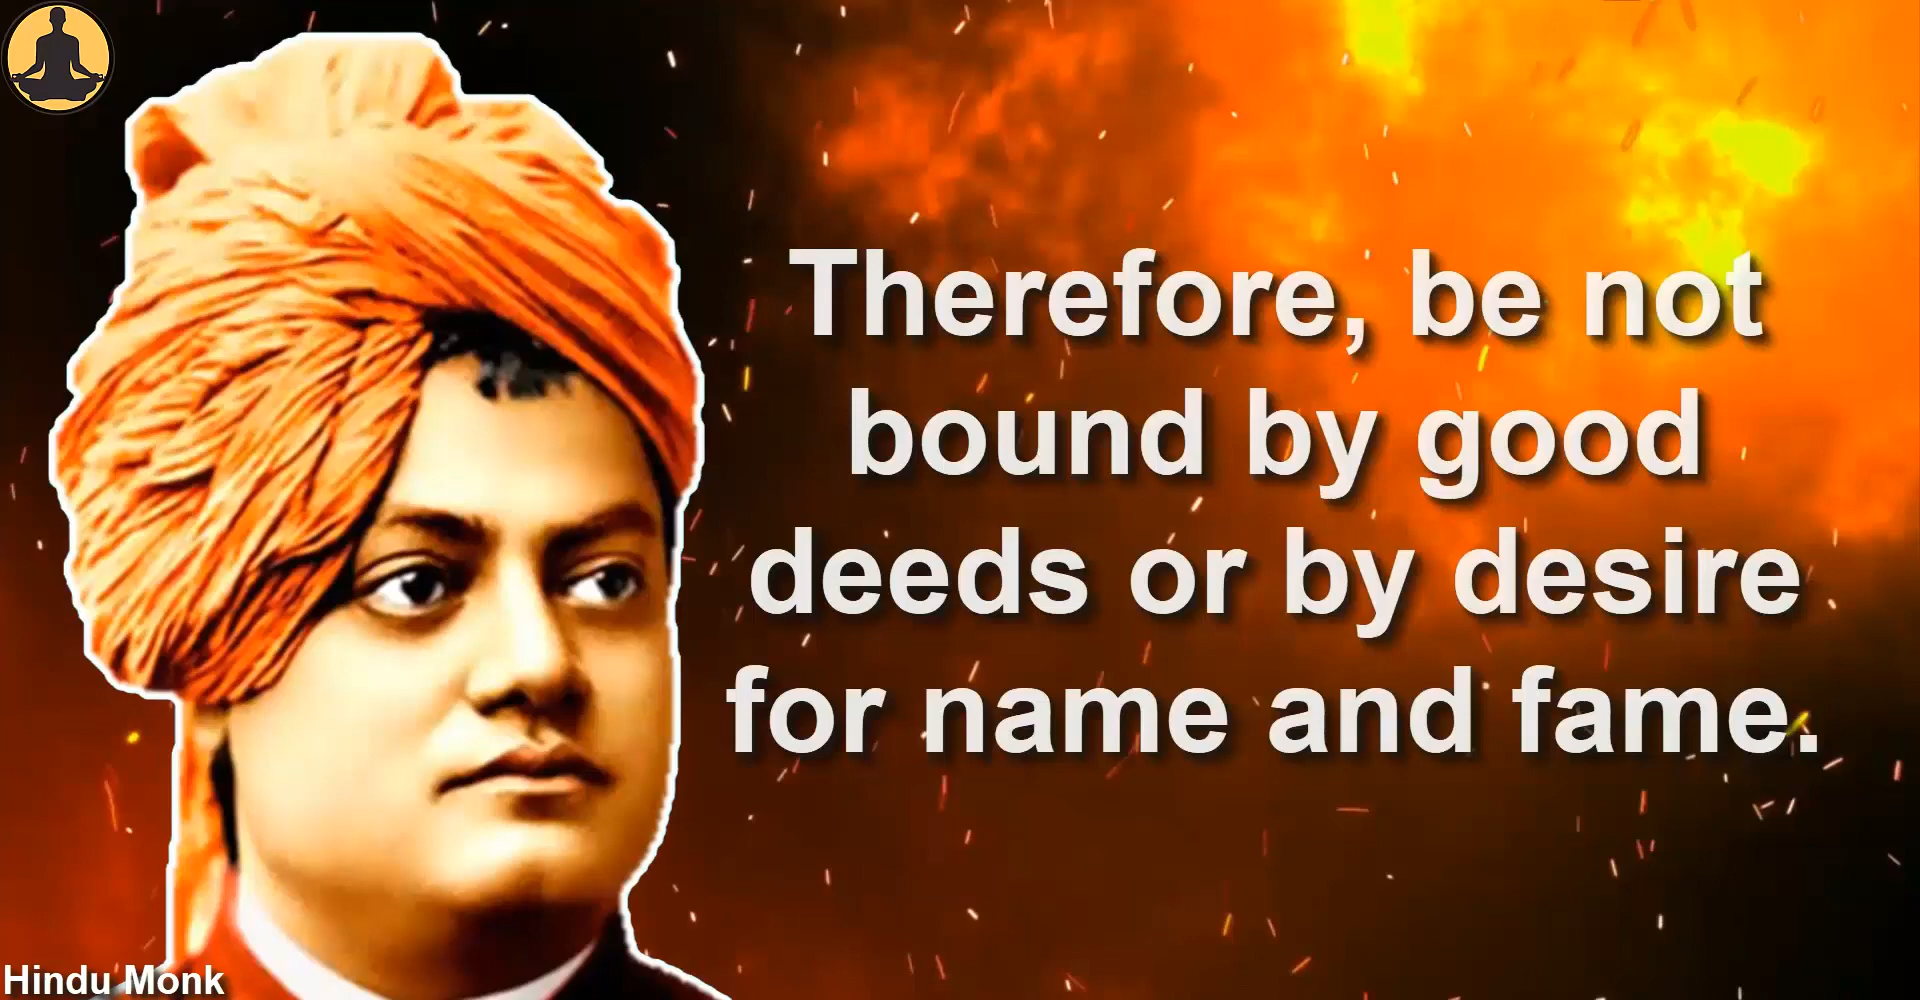 Therefore, be not
bound by good
deeds or by desire
for name and fame.
Hindu Monk